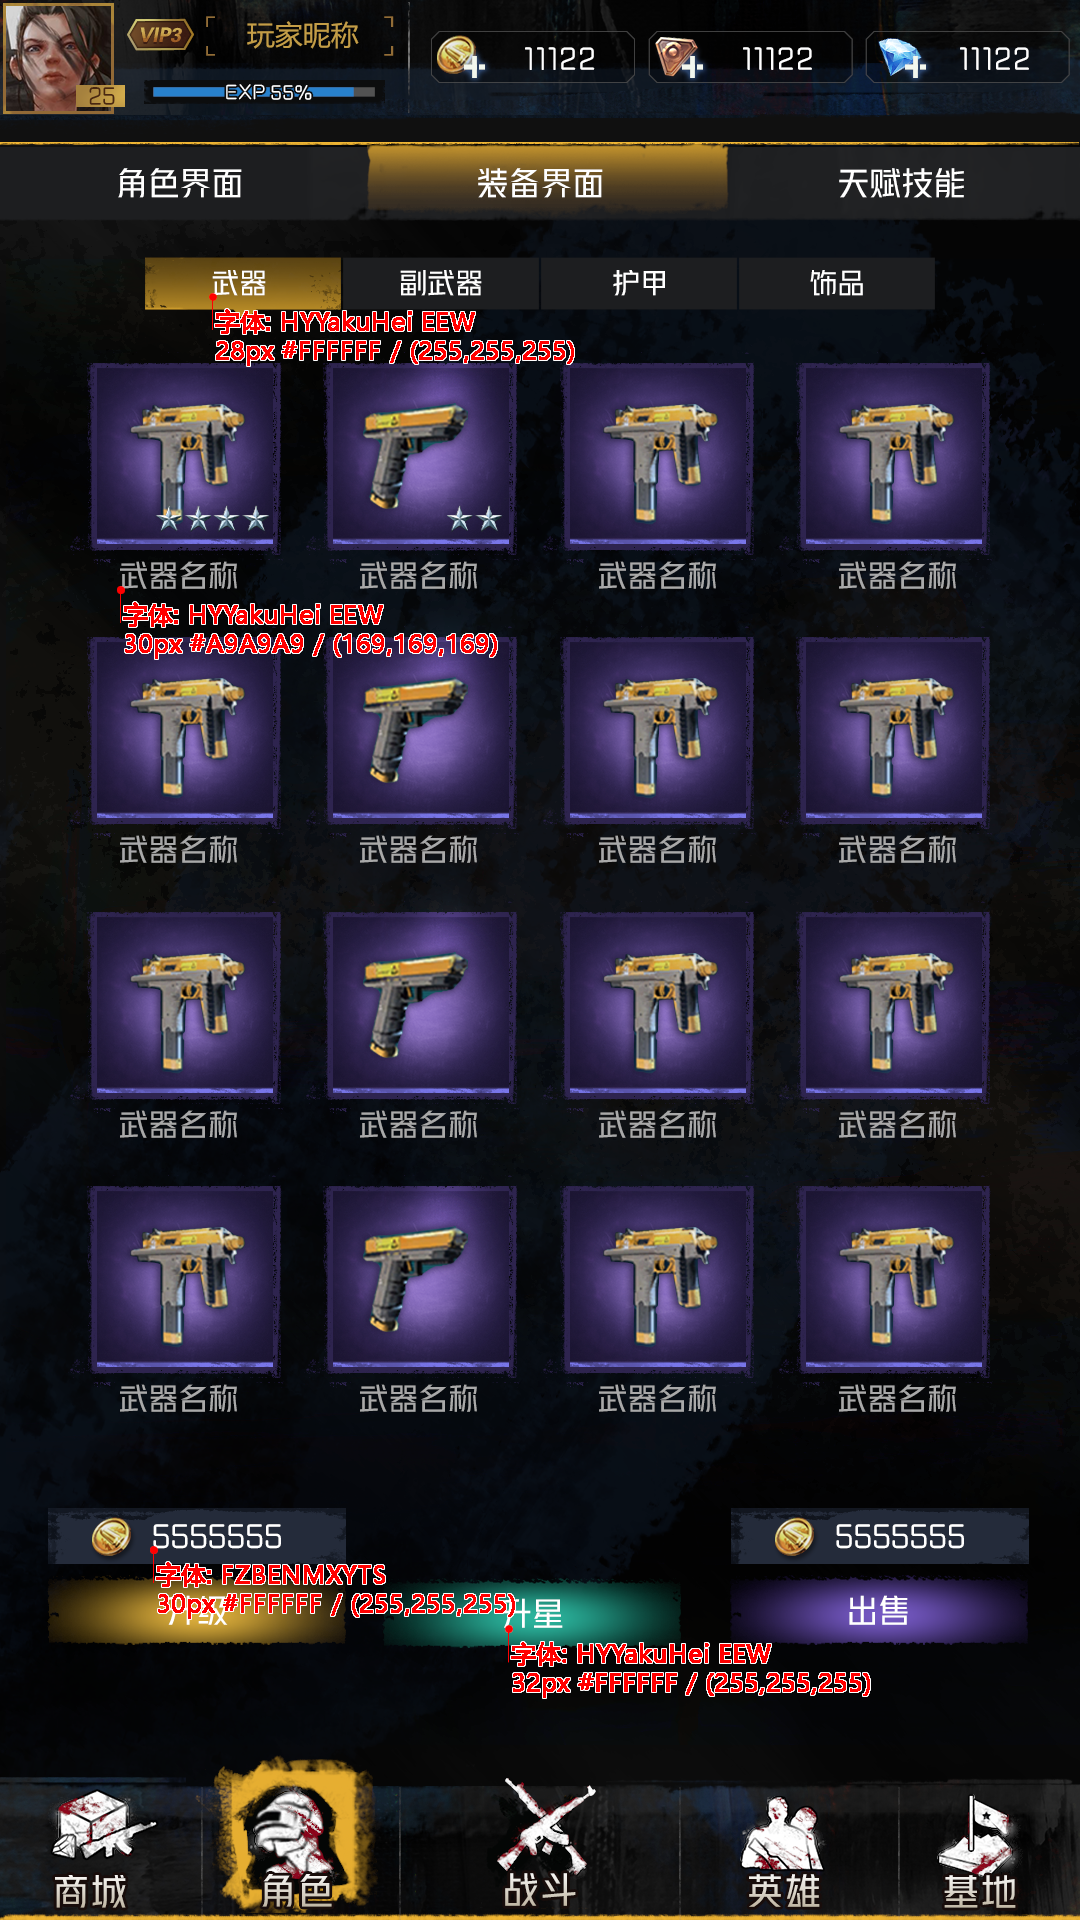 VIP3
玩家昵称
25
EXP 55%
11122
11122
11122
角色界面
装备界面
天赋技能
武器
副武器
护甲
饰品
字体: HYYakuHei EEW
28px #FFFFFF / (255,255,255)
武器名称
武器名称
武器名称
武器名称
字体: HYYakuHei EEW
30px #A9A9A9 / (169,169,169)
武器名称
武器名称
武器名称
武器名称
武器名称
武器名称
武器名称
武器名称
武器名称
武器名称
武器名称
武器名称
5555555
5555555
字体: FZBENMXYTS
30px #FFFFFF / (255,255,255)
升级
升星
出售
字体: HYYakuHei EEW
32px #FFFFFF / (255,255,255)
商城
角色
战斗
英雄
基地